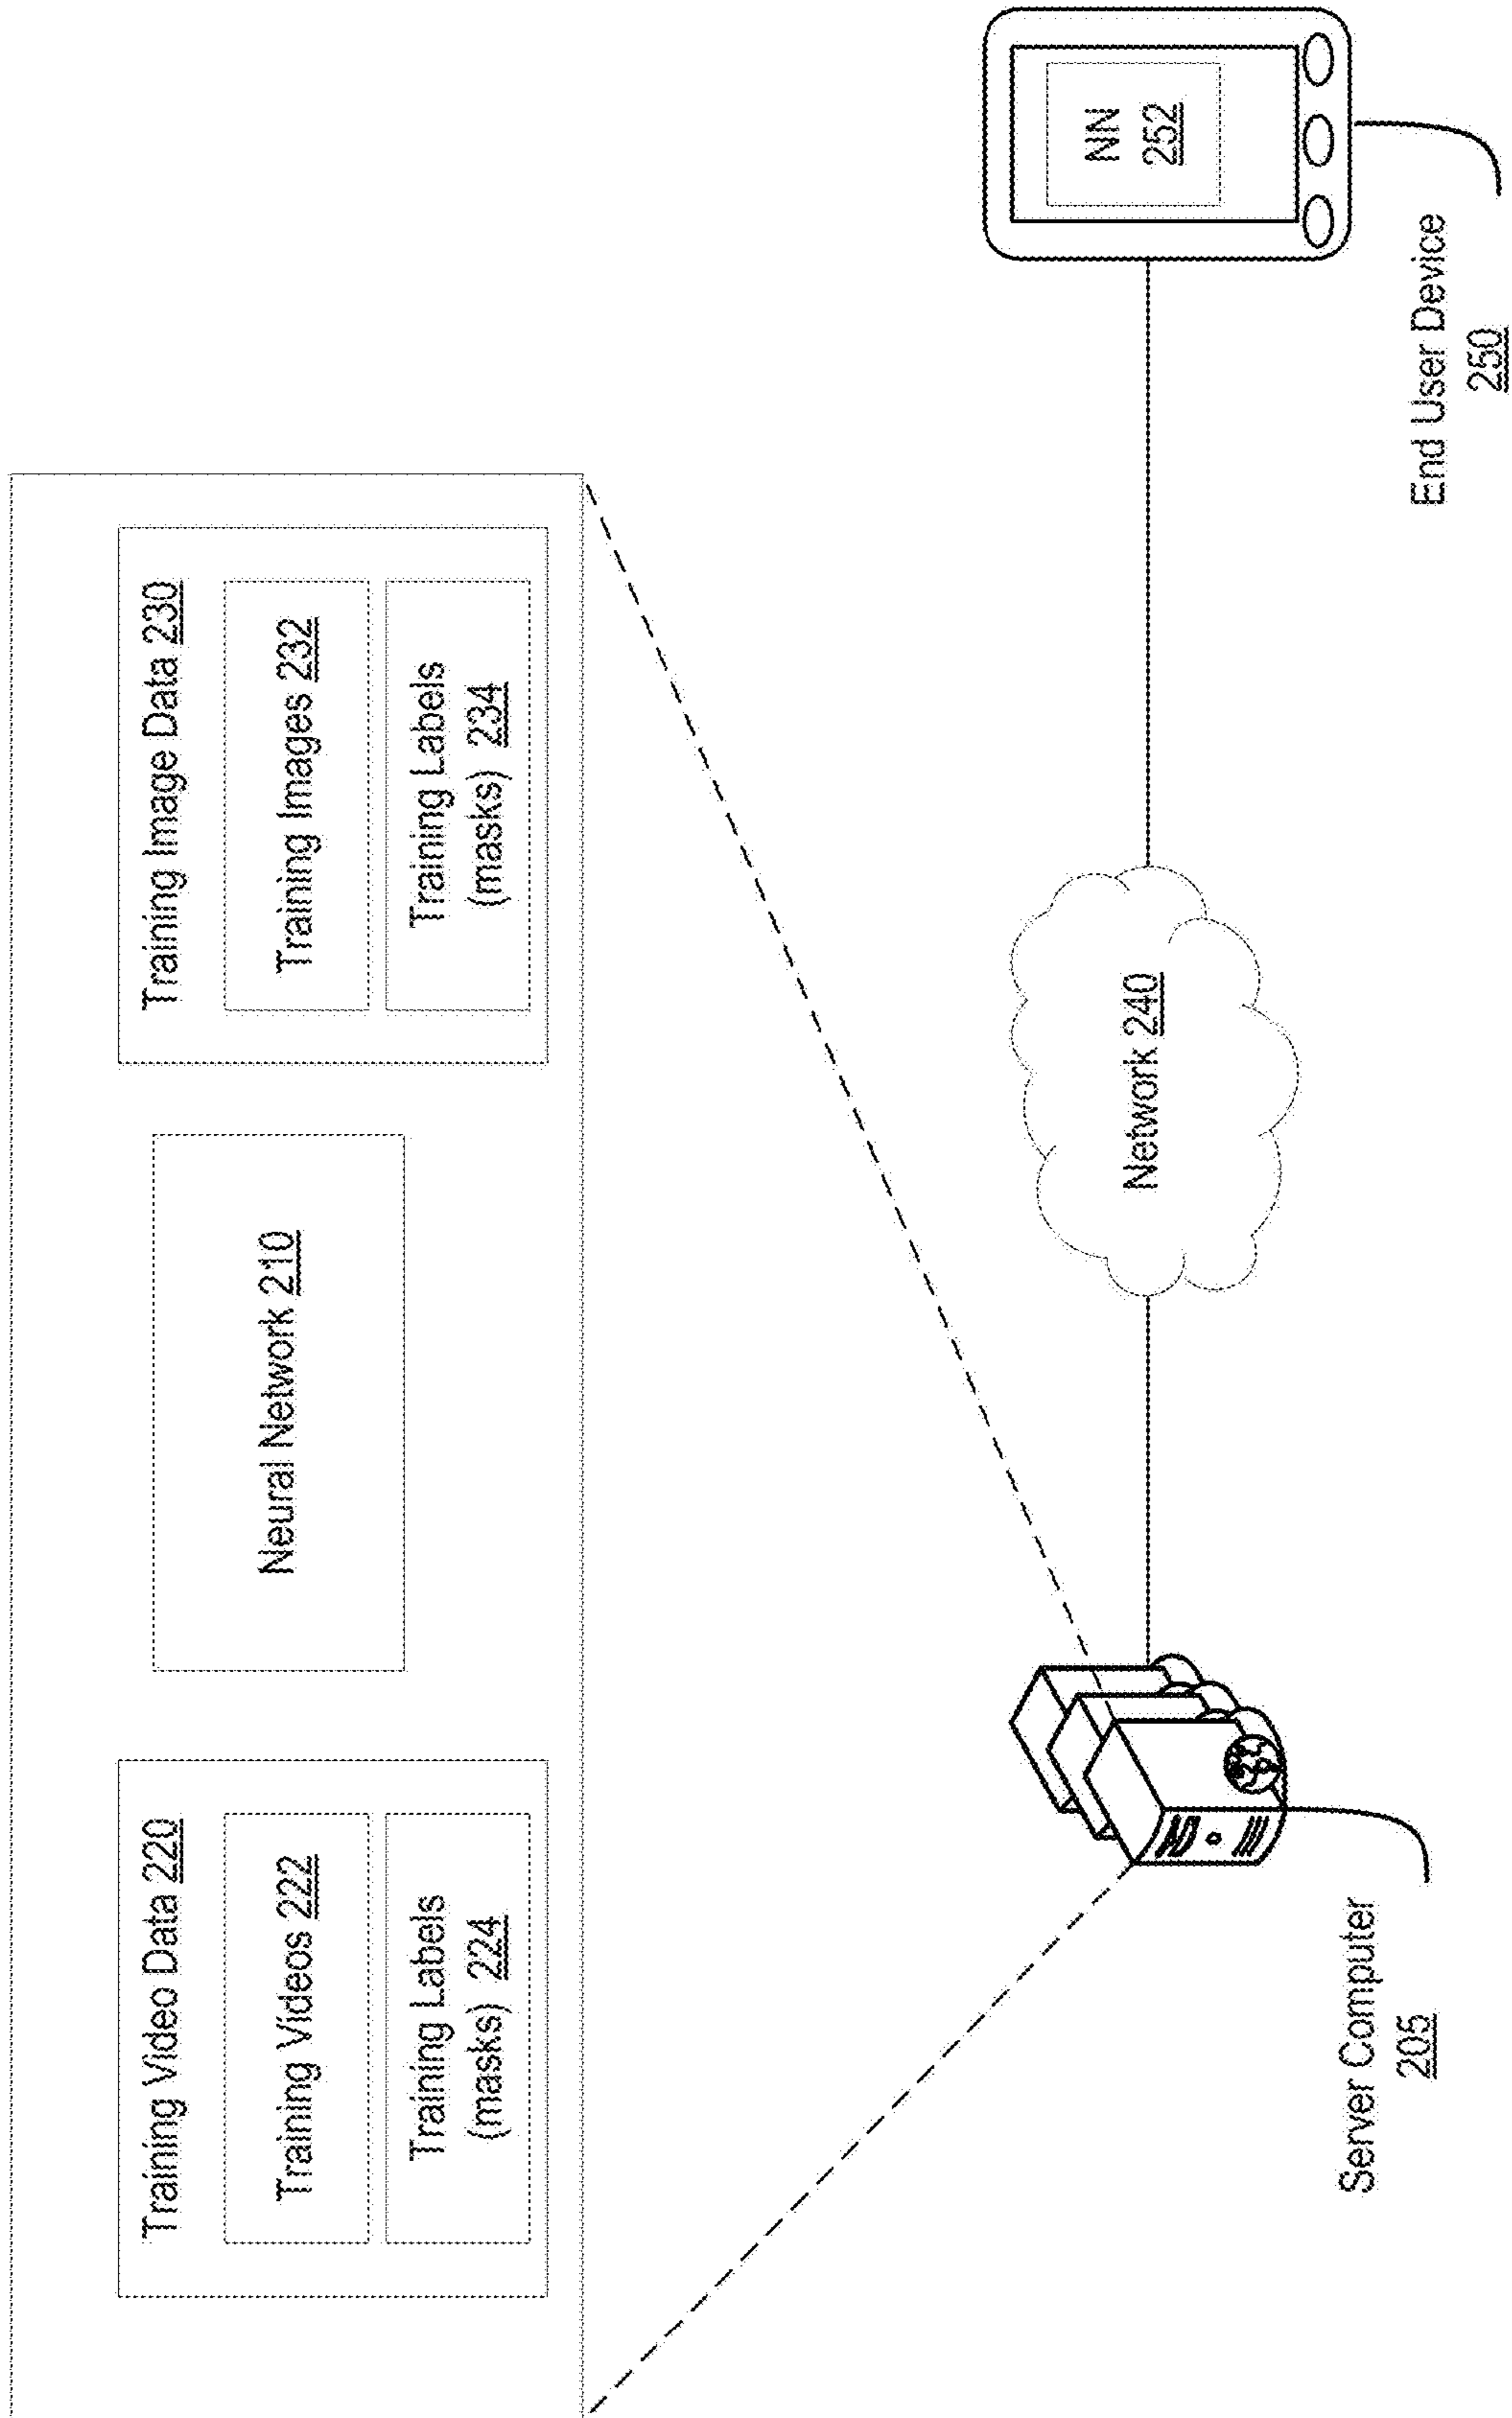 Training Video Data 220
Training Videos 222
Training Labels
(masks) 224
Neural Network 210
Training Image Data 230
Training Images 232
Training Labels
(masks) 234
Server Computer
205
Network 240
NN
252
End User Device
250